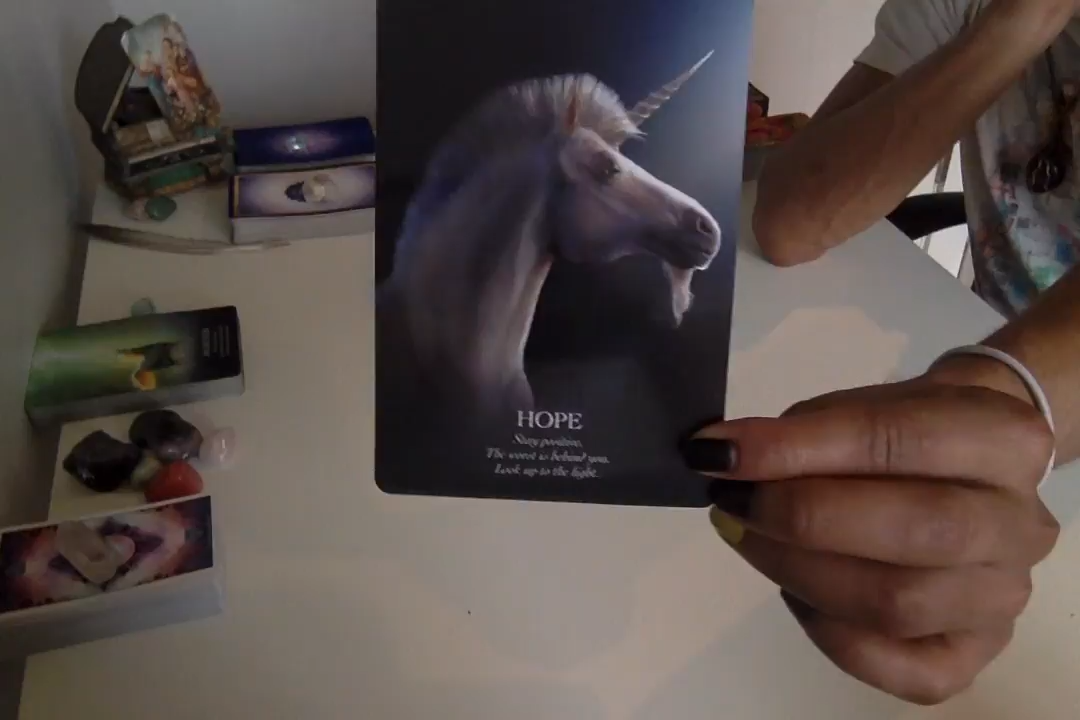 HOPE
Stay positive.
The worst is behind you.
Look up to the light.